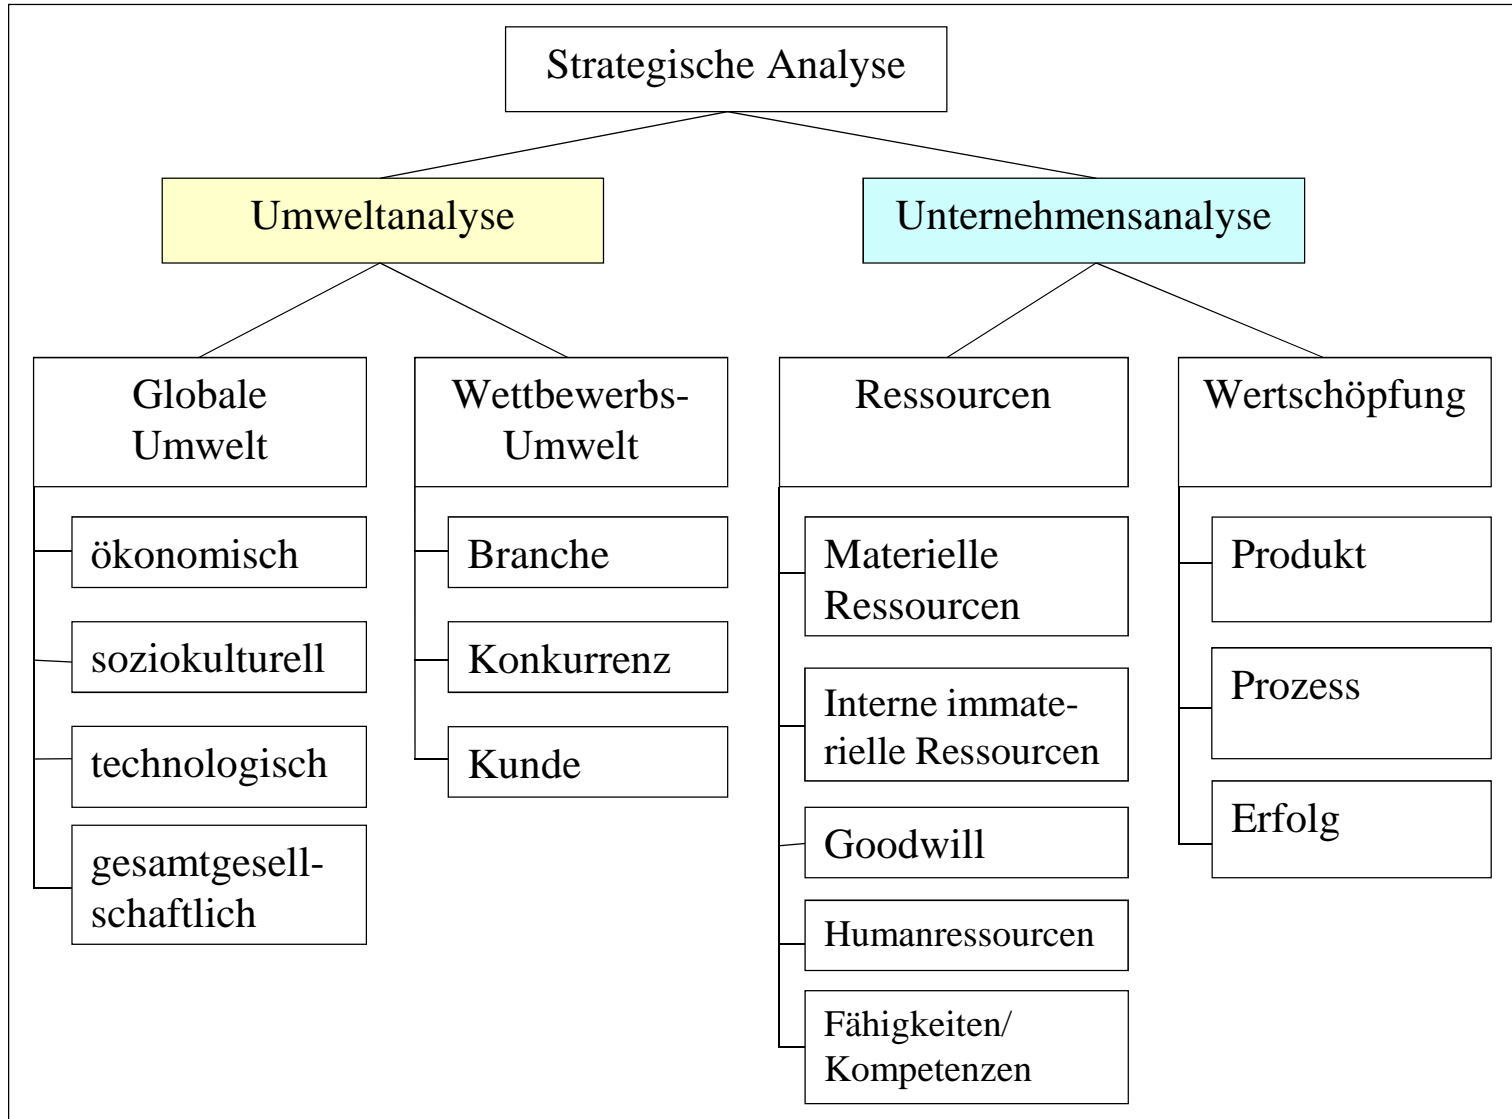 Strategische Analyse
Umweltanalyse
Unternehmensanalyse
Globale
Umwelt
Wettbewerbs-
Umwelt
Ressourcen
Wertschöpfung
ökonomisch
soziokulturell
technologisch
gesamtgesell-
schaftlich
Branche
Konkurrenz
Kunde
Materielle
Ressourcen
Interne immate-
rielle Ressourcen
Goodwill
Humanressourcen
Fähigkeiten/
Kompetenzen
Produkt
Prozess
Erfolg